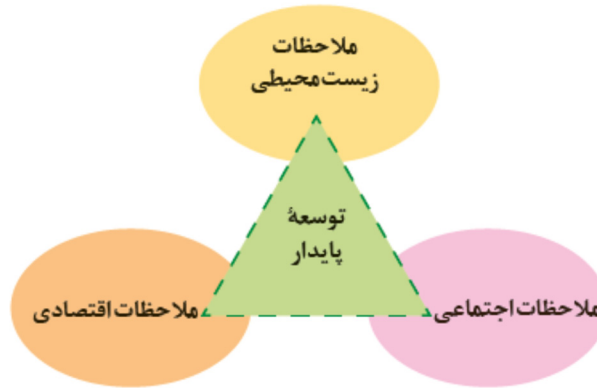 ملاحظات
زیست‌محیطی
توسعهٔ
پایدار
ملاحظات اجتماعی
ملاحظات اقتصادی